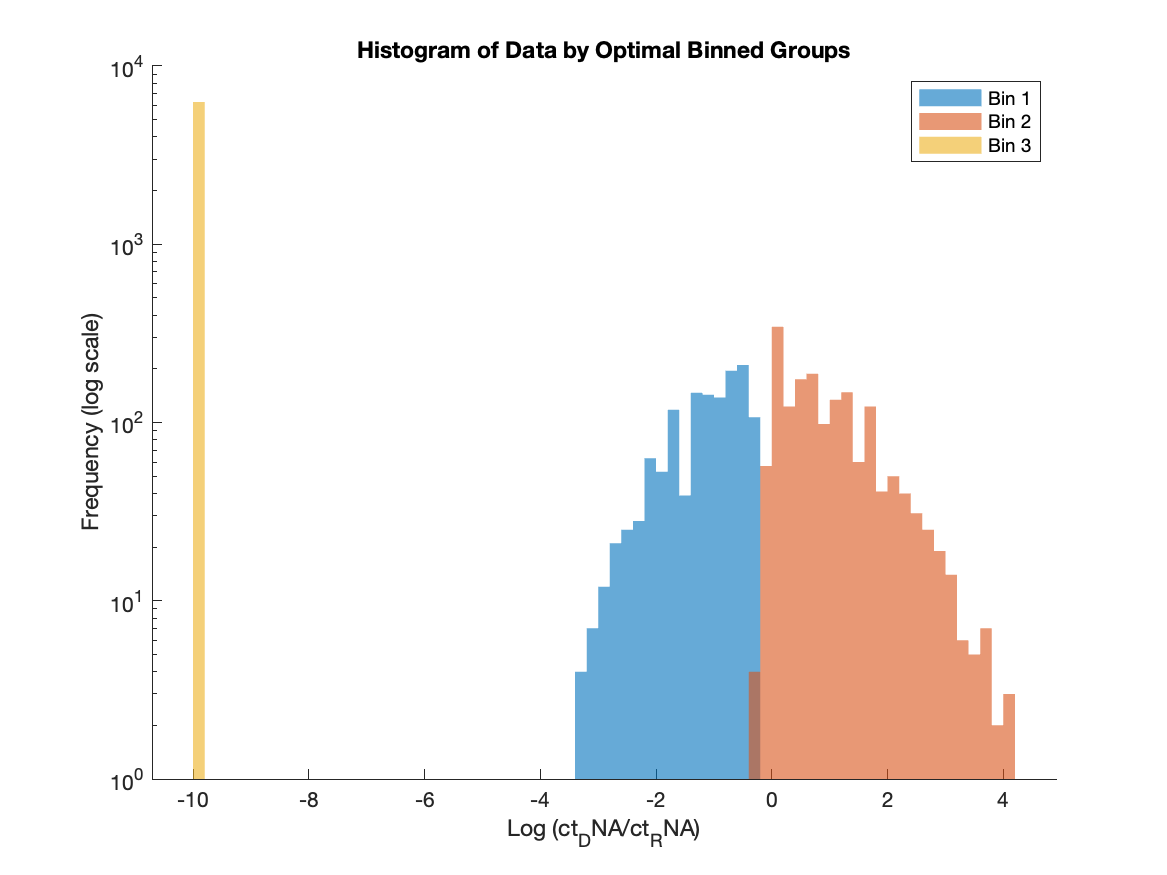 Histogram of Data by Optimal Binned Groups
10^4
10^3
10^2
10^1
10^0
Frequency (log scale)
Bin 1
Bin 2
Bin 3
-10 -8 -6 -4 -2 0 2 4
Log (ct_DNA/ct_RNA)